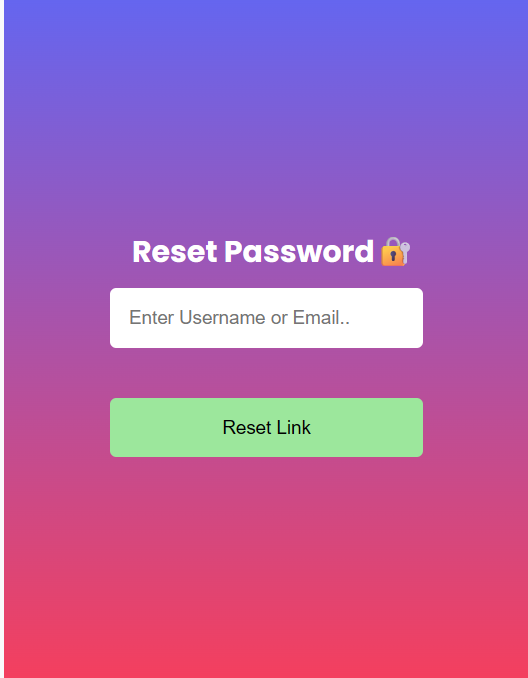 Reset Password 🔐
Enter Username or Email..
Reset Link